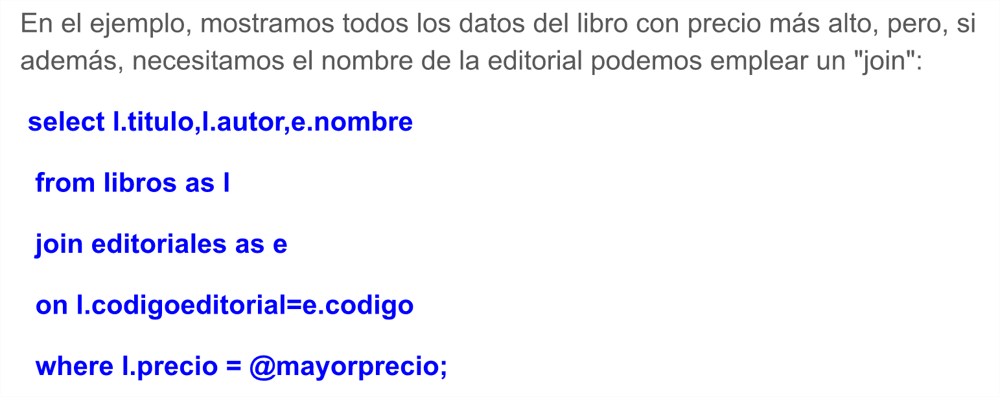 En el ejemplo, mostramos todos los datos del libro con precio más alto, pero, si
además, necesitamos el nombre de la editorial podemos emplear un "join":
select l.titulo,l.autor,e.nombre
from libros as l
join editoriales as e
on l.codigoeditorial=e.codigo
where l.precio = @mayorprecio;